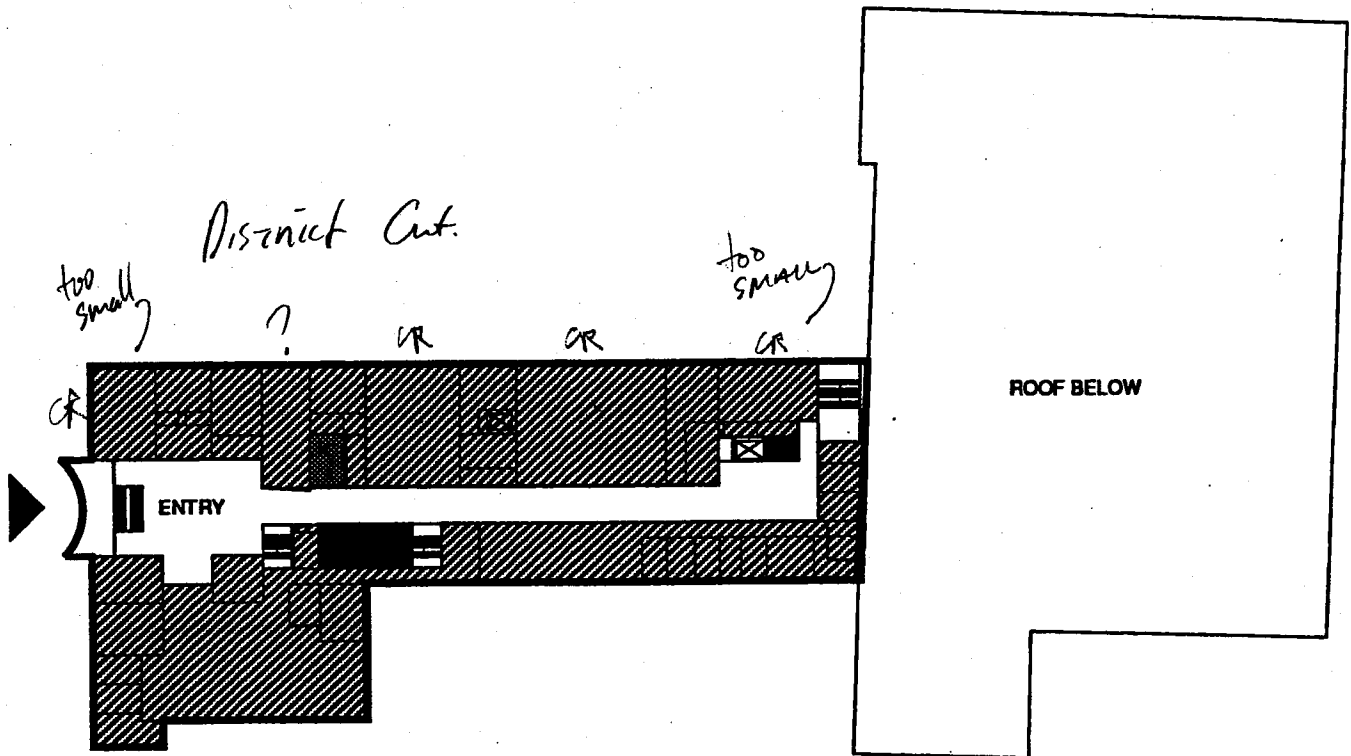 District Cut.
too
small
too
SMALL
?
CR
CR
CR
CR
ROOF BELOW
ENTRY